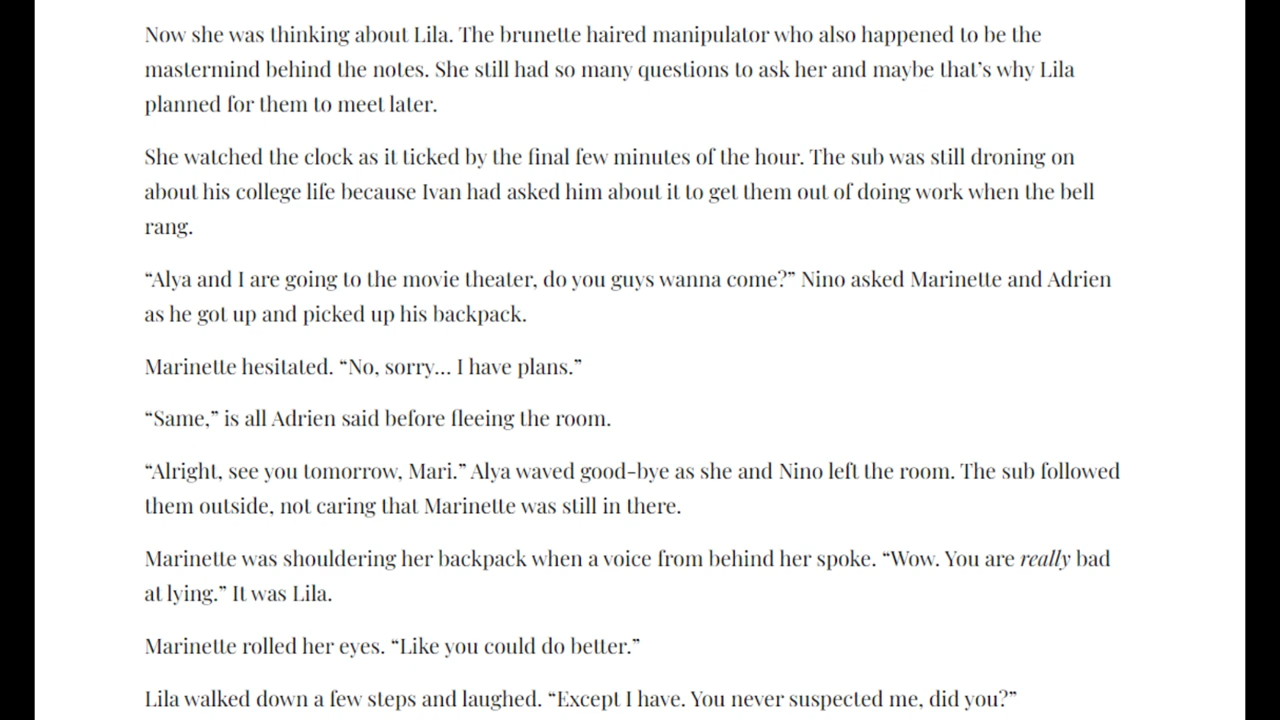 Now she was thinking about Lila. The brunette haired manipulator who also happened to be the
mastermind behind the notes. She still had so many questions to ask her and maybe that’s why Lila
planned for them to meet later.
She watched the clock as it ticked by the final few minutes of the hour. The sub was still droning on
about his college life because Ivan had asked him about it to get them out of doing work when the bell
rang.
“Alya and I are going to the movie theater, do you guys wanna come?” Nino asked Marinette and Adrien
as he got up and picked up his backpack.
Marinette hesitated. “No, sorry… I have plans.”
“Same,” is all Adrien said before fleeing the room.
“Alright, see you tomorrow, Mari.” Alya waved good-bye as she and Nino left the room. The sub followed
them outside, not caring that Marinette was still in there.
Marinette was shouldering her backpack when a voice from behind her spoke. “Wow. You are really bad
at lying.” It was Lila.
Marinette rolled her eyes. “Like you could do better.”
Lila walked down a few steps and laughed. “Except I have. You never suspected me, did you?”